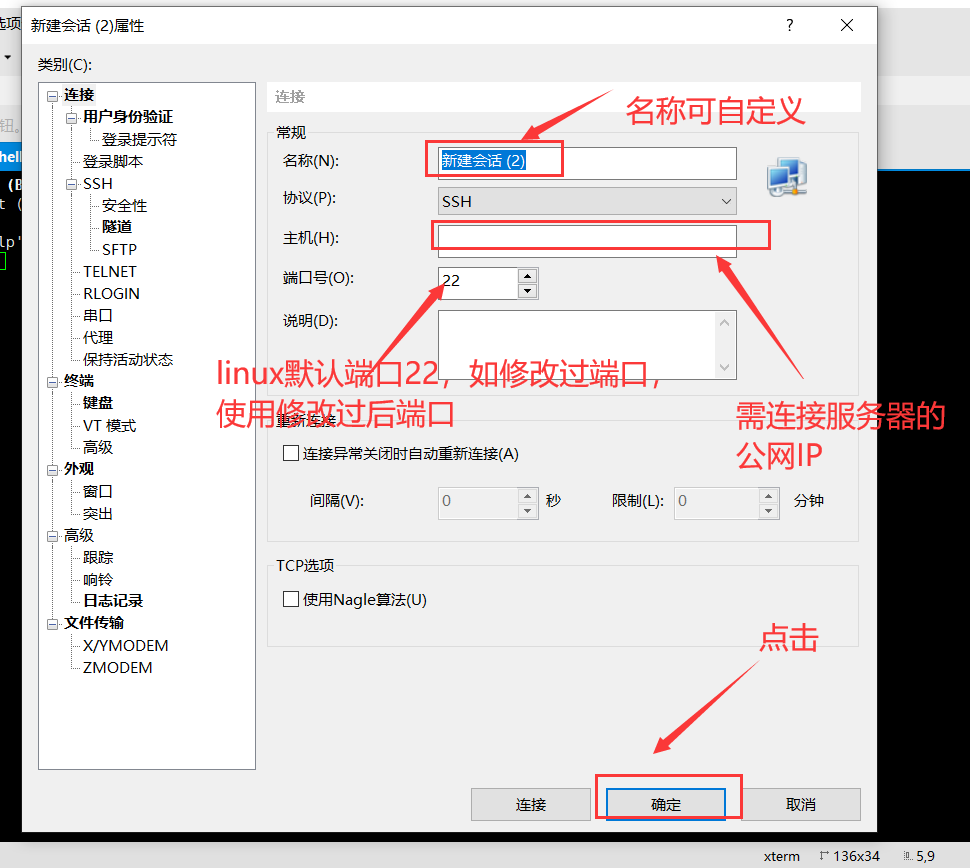 选项
新建会话 (2)属性
?
类别(C):
连接
用户身份验证
登录提示符
登录脚本
SSH
安全性
隧道
SFTP
TELNET
RLOGIN
串口
代理
保持活动状态
终端
键盘
VT 模式
高级
外观
窗口
突出
高级
跟踪
响铃
日志记录
文件传输
X/YMODEM
ZMODEM
钮。
hell
(B
t (
lp'
连接
名称可自定义
常规
名称(N):
新建会话 (2)
协议(P):
SSH
主机(H):
端口号(O):
22
说明(D):
linux默认端口22，如修改过端口，
使用修改过后端口
需连接服务器的
公网IP
重新连接
连接异常关闭时自动重新连接(A)
间隔(V):
0
秒
限制(L):
0
分钟
TCP选项
使用Nagle算法(U)
点击
连接
确定
取消
xterm
136x34
5,9